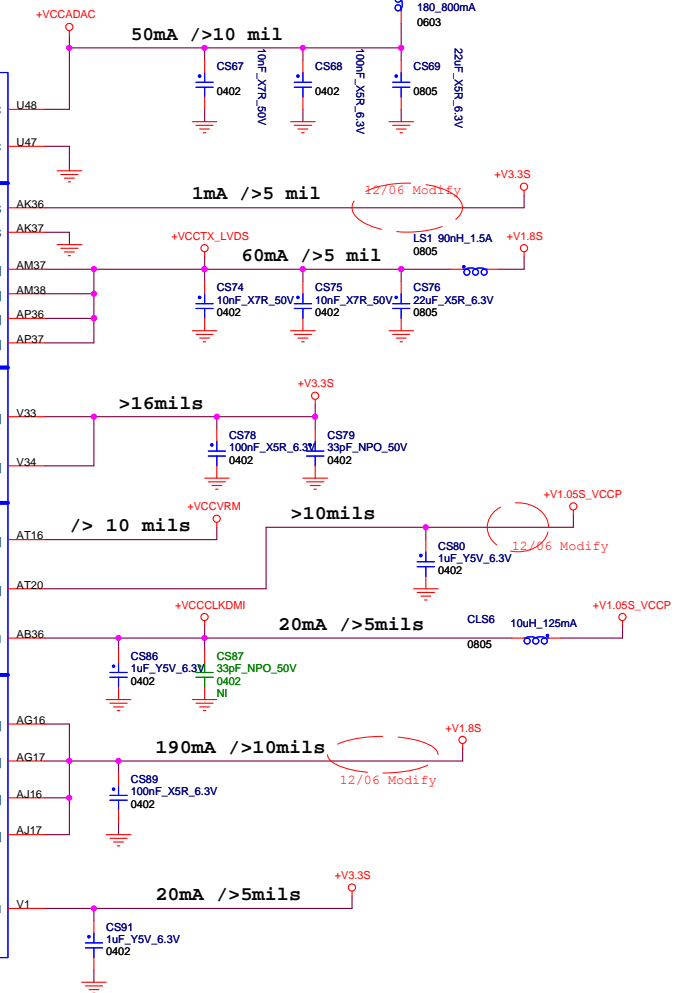 180_800mA
0603
+VCCADAC
50mA />10 mil
CS67
0402
10nF_X7R_50V
CS68
0402
100nF_X5R_6.3V
CS69
0805
22uF_X5R_6.3V
U48
U47
+V3.3S
12/06 Modify
1mA />5 mil
AK36
AK37
LS1 90nH_1.5A
0805
+V1.8S
+VCCTX_LVDS
60mA />5 mil
AM37
AM38
AP36
AP37
CS74
10nF_X7R_50V
0402
CS75
10nF_X7R_50V
0402
CS76
22uF_X5R_6.3V
0805
+V3.3S
>16mils
V33
V34
CS78
100nF_X5R_6.3V
0402
CS79
33pF_NPO_50V
0402
+V1.05S_VCCP
+VCCVRM
/> 10 mils
>10mils
AT16
12/06 Modify
CS80
1uF_Y5V_6.3V
0402
AT20
+VCCCLKDMI
20mA />5mils
CLS6
0805
10uH_125mA
+V1.05S_VCCP
AB36
CS86
1uF_Y5V_6.3V
0402
CS87
33pF_NPO_50V
0402
NI
AG16
+V1.8S
190mA />10mils
AG17
12/06 Modify
CS89
100nF_X5R_6.3V
0402
AJ16
AJ17
+V3.3S
20mA />5mils
V1
CS91
1uF_Y5V_6.3V
0402